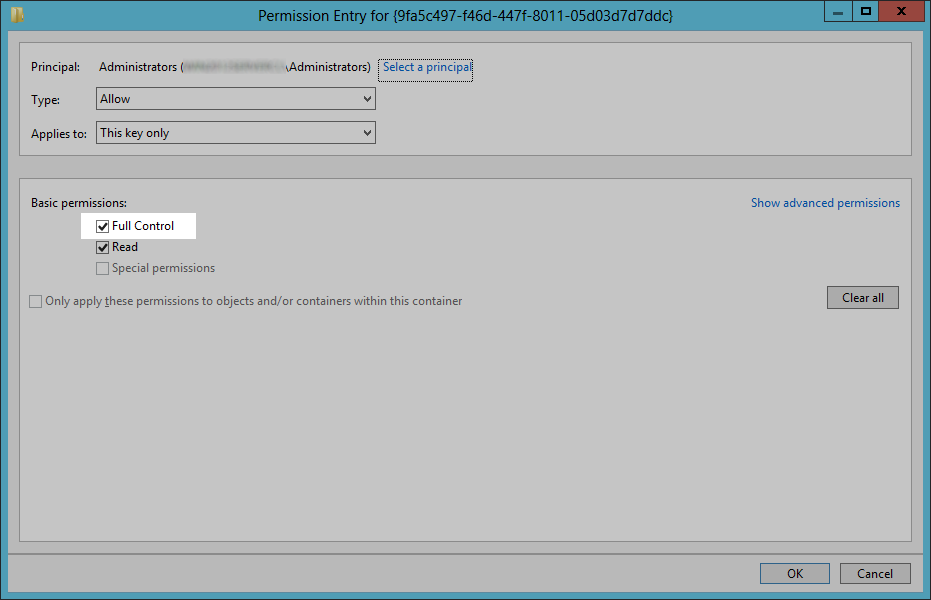 Permission Entry for {9fa5c497-f46d-447f-8011-05d03d7d7ddc}
Principal: Administrators ( \Administrators) Select a principal
Type: Allow
Applies to: This key only
Basic permissions: Show advanced permissions
Full Control
Read
Special permissions
Only apply these permissions to objects and/or containers within this container
Clear all
OK Cancel